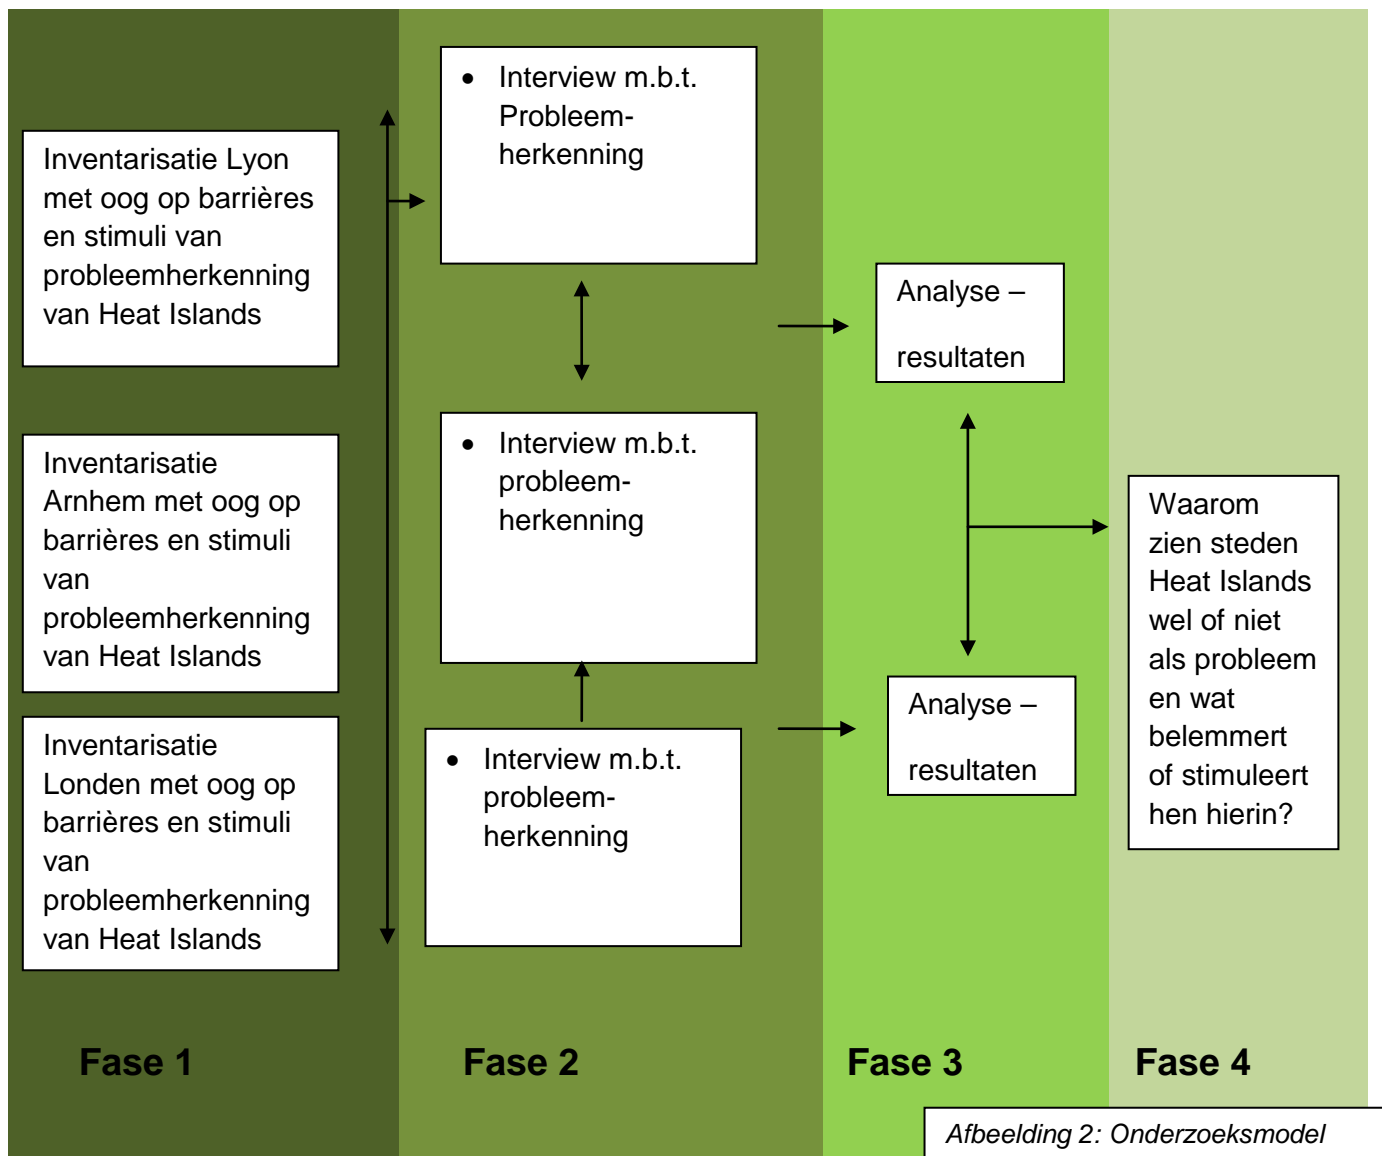 Inventarisatie Lyon
met oog op barrières
en stimuli van
probleemherkenning
van Heat Islands
Inventarisatie
Arnhem met oog op
barrières en stimuli
van
probleemherkenning
van Heat Islands
Inventarisatie
Londen met oog op
barrières en stimuli
van
probleemherkenning
van Heat Islands
• Interview m.b.t.
Probleem-
herkenning
• Interview m.b.t.
probleem-
herkenning
• Interview m.b.t.
probleem-
herkenning
Analyse –
resultaten
Analyse –
resultaten
Waarom
zien steden
Heat Islands
wel of niet
als probleem
en wat
belemmert
of stimuleert
hen hierin?
Fase 1
Fase 2
Fase 3
Fase 4
Afbeelding 2: Onderzoeksmodel